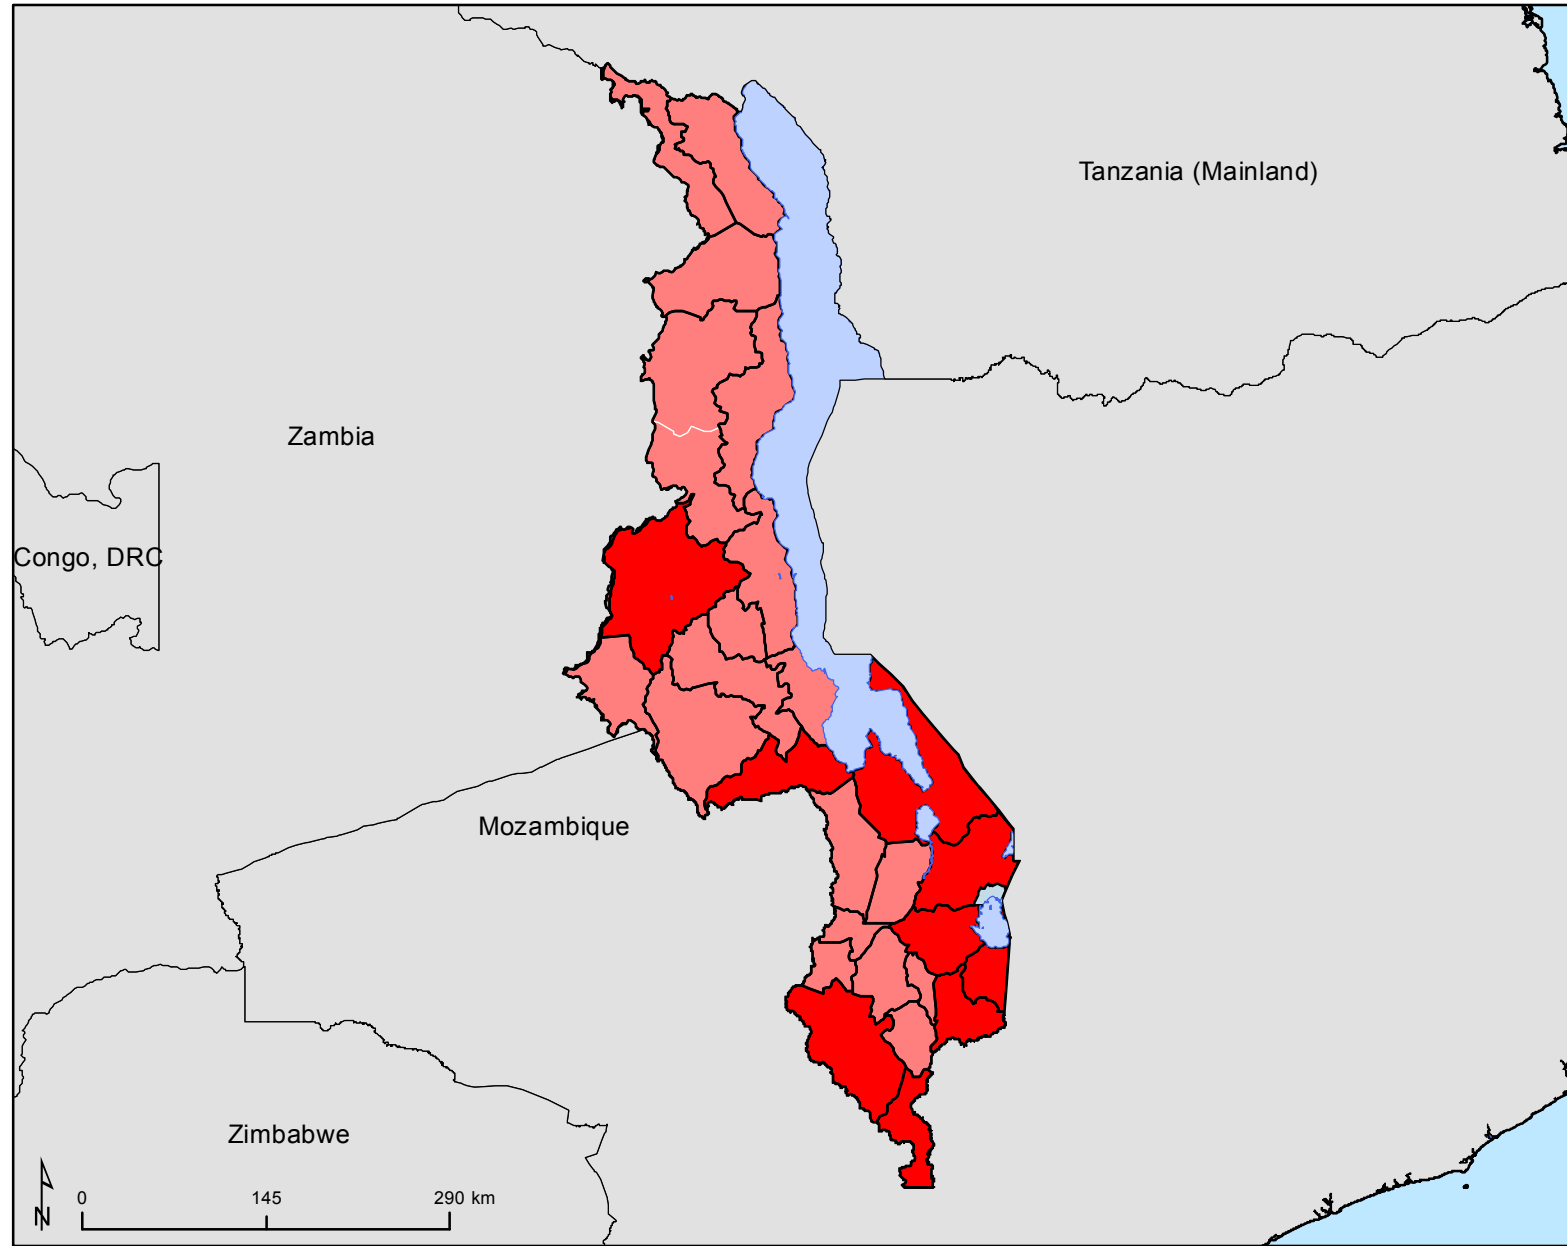 Tanzania (Mainland)
Zambia
Congo, DRC
Mozambique
Zimbabwe
N
0 145 290 km